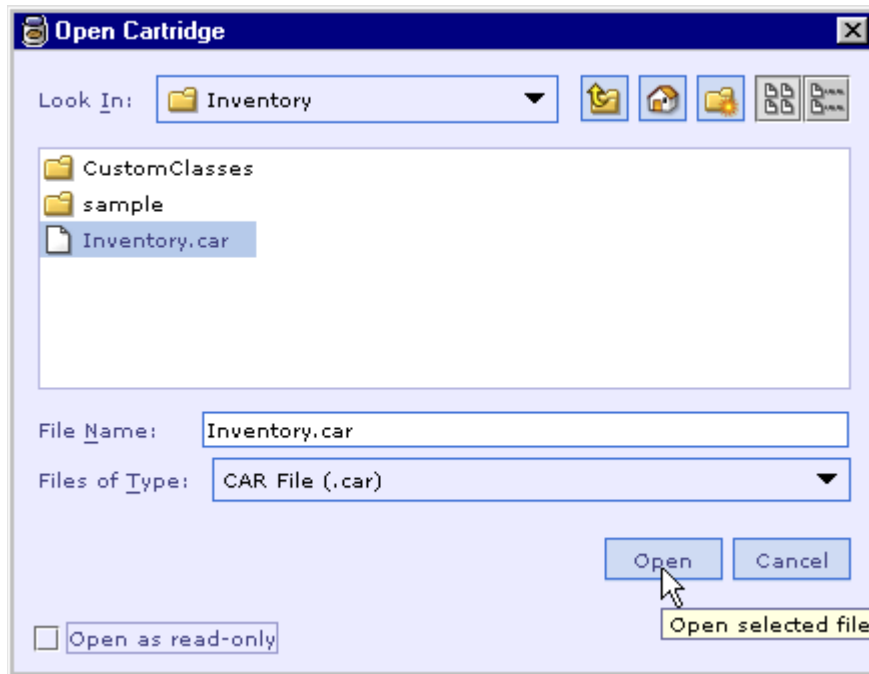 Open Cartridge
Look In: Inventory
CustomClasses
sample
Inventory.car
File Name: Inventory.car
Files of Type: CAR File (.car)
Open Cancel
Open selected file
Open as read-only